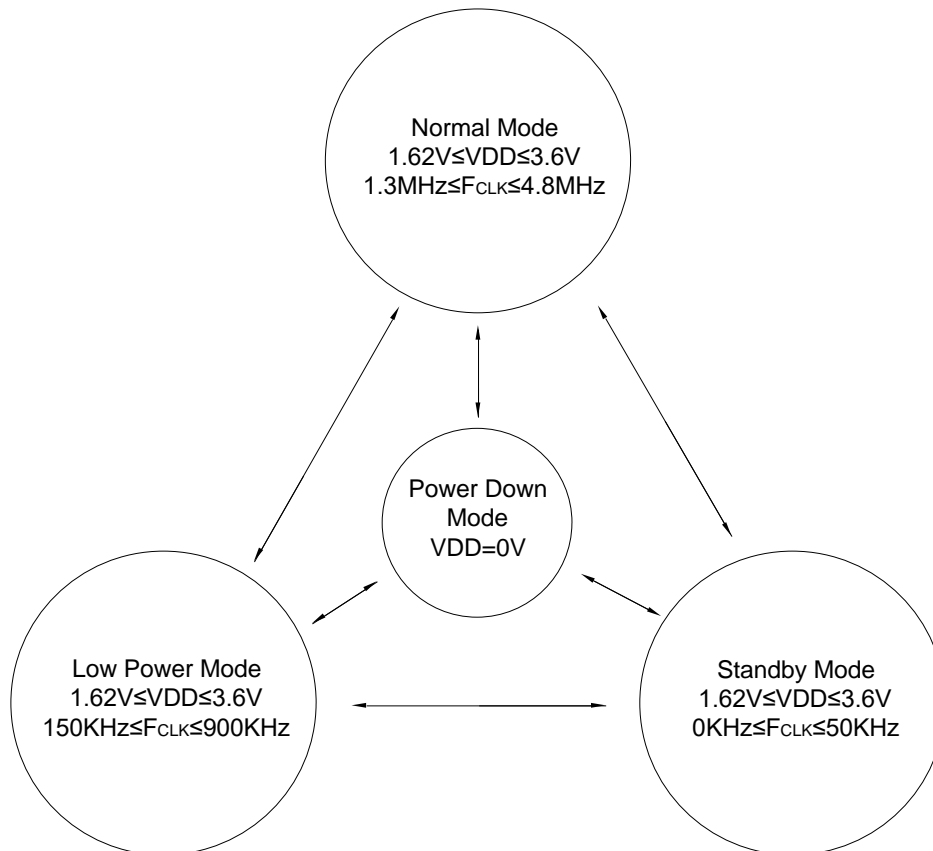 Normal Mode
1.62V≤VDD≤3.6V
1.3MHz≤FCLK≤4.8MHz
Power Down
Mode
VDD=0V
Low Power Mode
1.62V≤VDD≤3.6V
150KHz≤FCLK≤900KHz
Standby Mode
1.62V≤VDD≤3.6V
0KHz≤FCLK≤50KHz